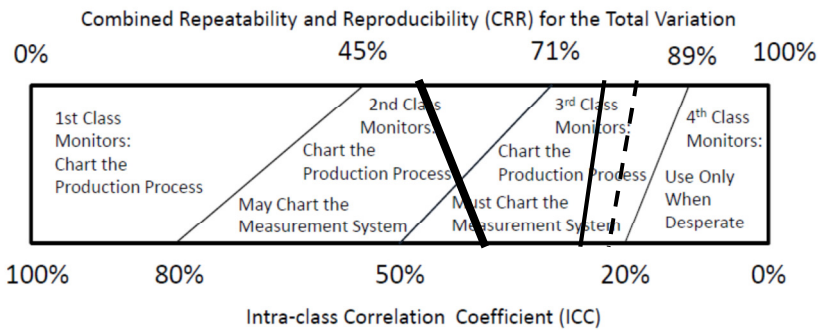 Combined Repeatability and Reproducibility (CRR) for the Total Variation
0% 45% 71% 89% 100%
1st Class
Monitors:
Chart the
Production Process
2nd Class
Monitors:
Chart the
Production Process
May Chart the
Measurement System
3rd Class
Monitors:
Chart the
Production Process
Must Chart the
Measurement System
4th Class
Monitors:
Use Only
When
Desperate
100% 80% 50% 20% 0%
Intra-class Correlation Coefficient (ICC)